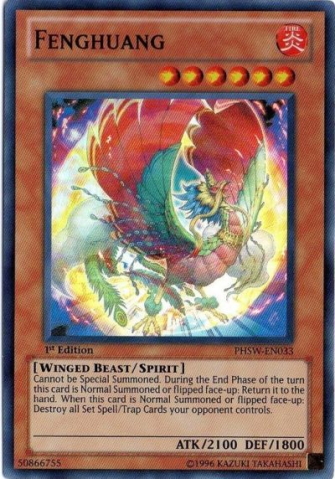 FENGHUANG
FIRE
炎
1st Edition
PHSW-EN033
[WINGED BEAST/SPIRIT]
Cannot be Special Summoned. During the End Phase of the turn
this card is Normal Summoned or flipped face-up: Return it to
the hand. When this card is Normal Summoned or flipped face-up:
Destroy all Set Spell/Trap Cards your opponent controls.
ATK/2100 DEF/1800
50866755
©1996 KAZUKI TAKAHASHI